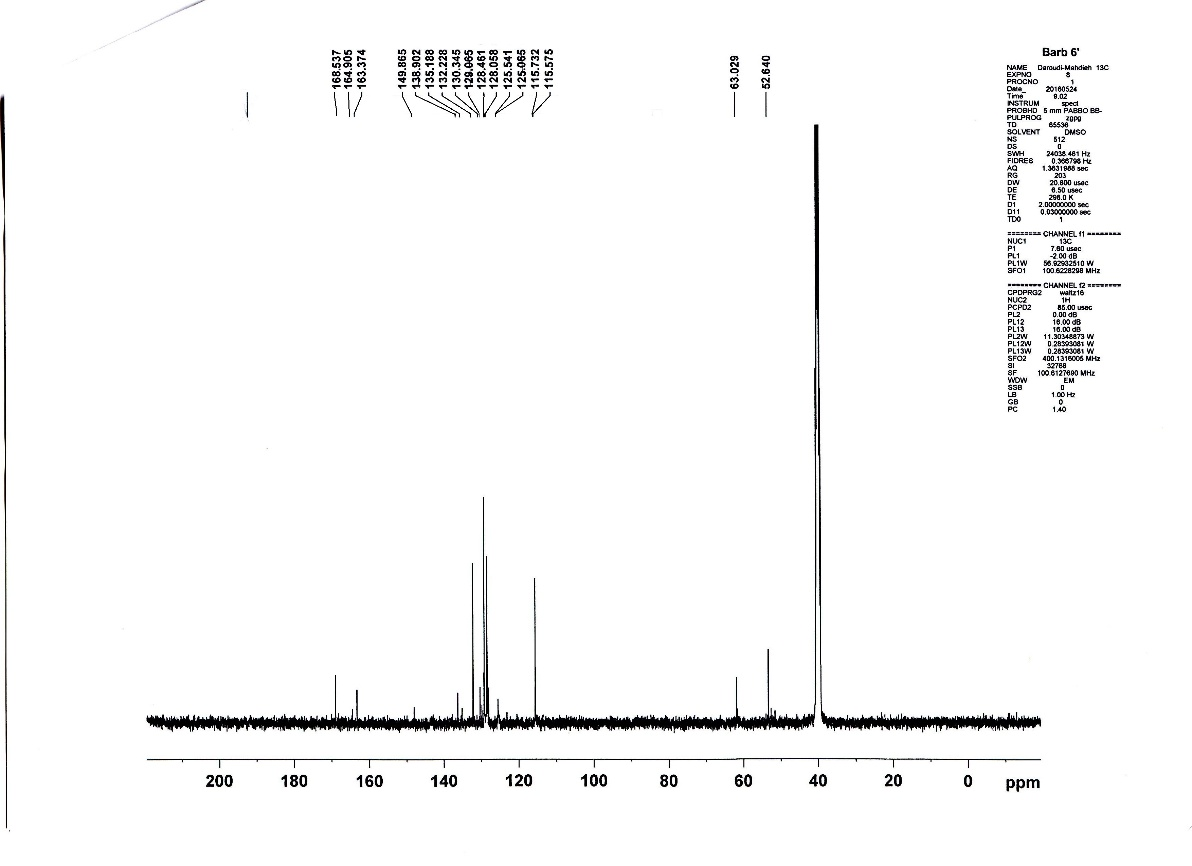 168.537
164.905
163.374
149.865
138.902
135.188
132.228
130.345
129.065
128.461
128.058
125.541
125.065
115.732
115.575
63.029
52.640
Barb 6'
NAME Daroudi-Mahdieh 13C
EXPNO 8
PROCNO 1
Date_ 20160524
Time 9.02
INSTRUM spect
PROBHD 5 mm PABBO BB-
PULPROG zgpg
TD 65536
SOLVENT DMSO
NS 512
DS 0
SWH 24038.461 Hz
FIDRES 0.366798 Hz
AQ 1.3631988 sec
RG 203
DW 20.800 usec
DE 6.50 usec
TE 298.0 K
D1 2.00000000 sec
D11 0.03000000 sec
TD0 1
======== CHANNEL f1 ========
NUC1 13C
P1 7.60 usec
PL1 -2.00 dB
PL1W 56.92932510 W
SFO1 100.6228298 MHz
======== CHANNEL f2 ========
CPDPRG2 waltz16
NUC2 1H
PCPD2 85.00 usec
PL2 0.00 dB
PL12 16.00 dB
PL13 16.00 dB
PL2W 11.30348873 W
PL12W 0.28393081 W
PL13W 0.28393081 W
SFO2 400.1316005 MHz
SI 32768
SF 100.6127690 MHz
WDW EM
SSB 0
LB 1.00 Hz
GB 0
PC 1.40
200 180 160 140 120 100 80 60 40 20 0 ppm